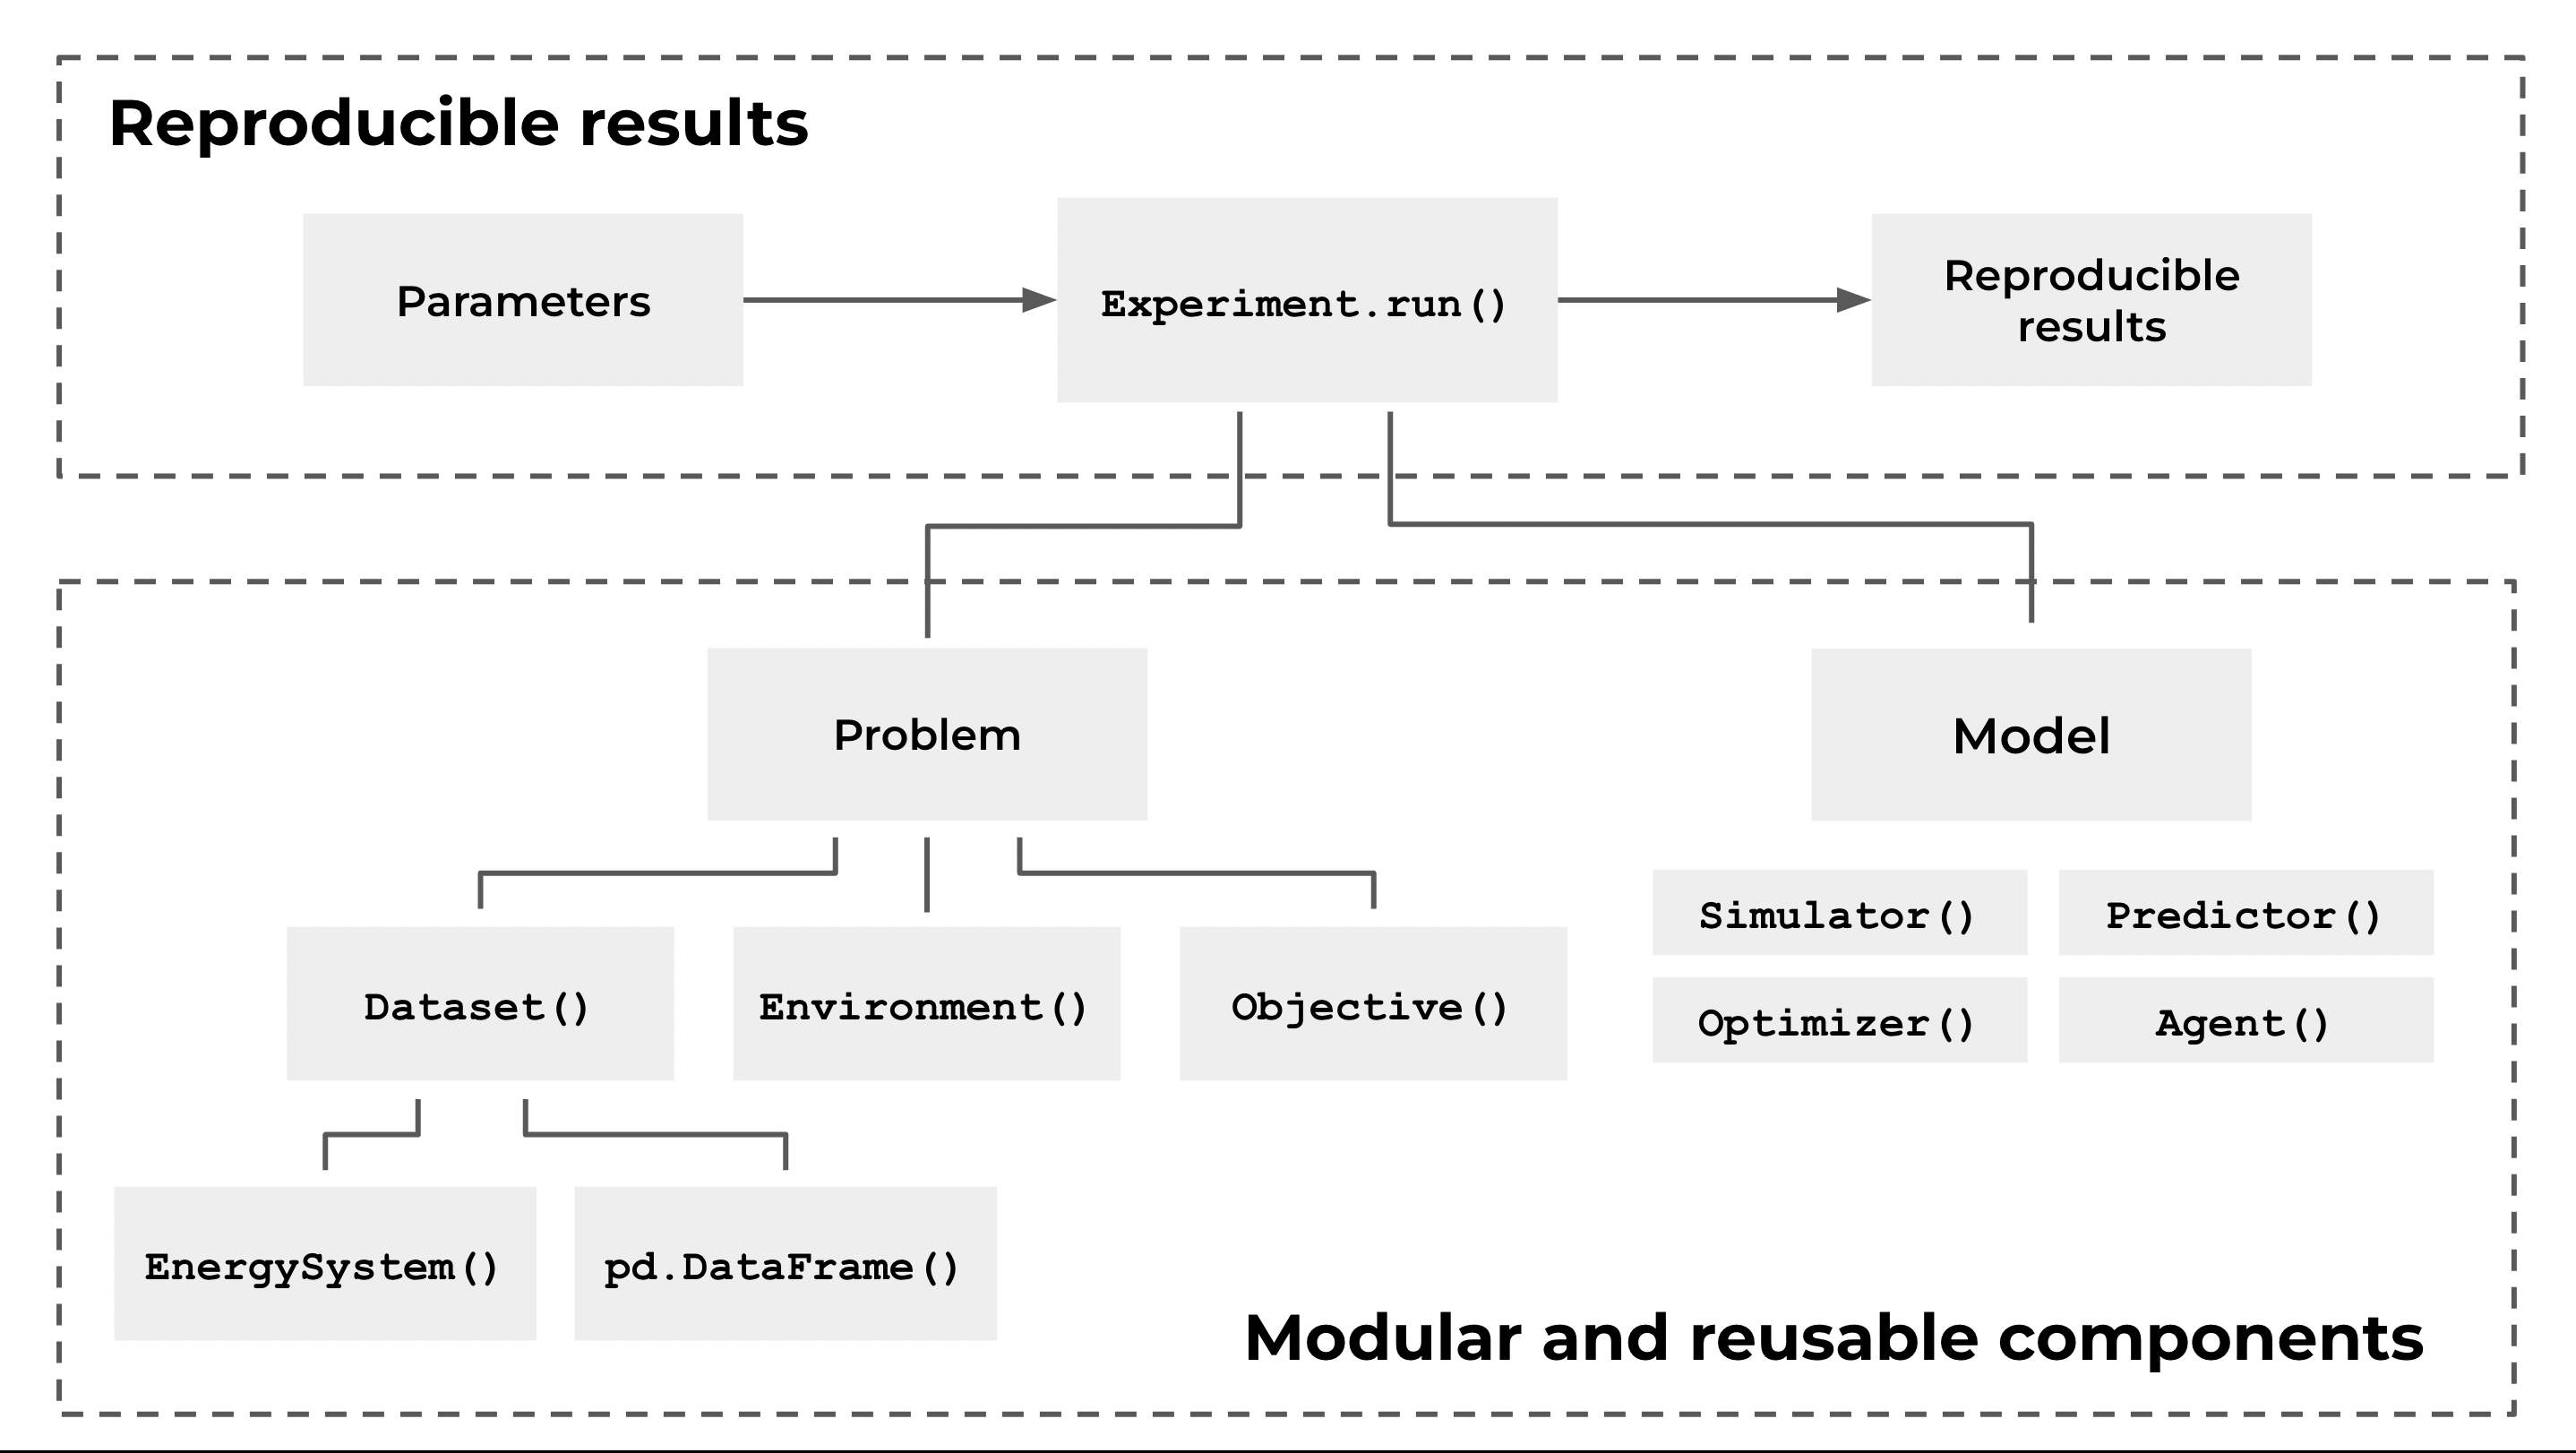 Reproducible results
Parameters
Experiment.run()
Reproducible
results
Problem
Model
Simulator()
Predictor()
Dataset()
Environment()
Objective()
Optimizer()
Agent()
EnergySystem()
pd.DataFrame()
Modular and reusable components